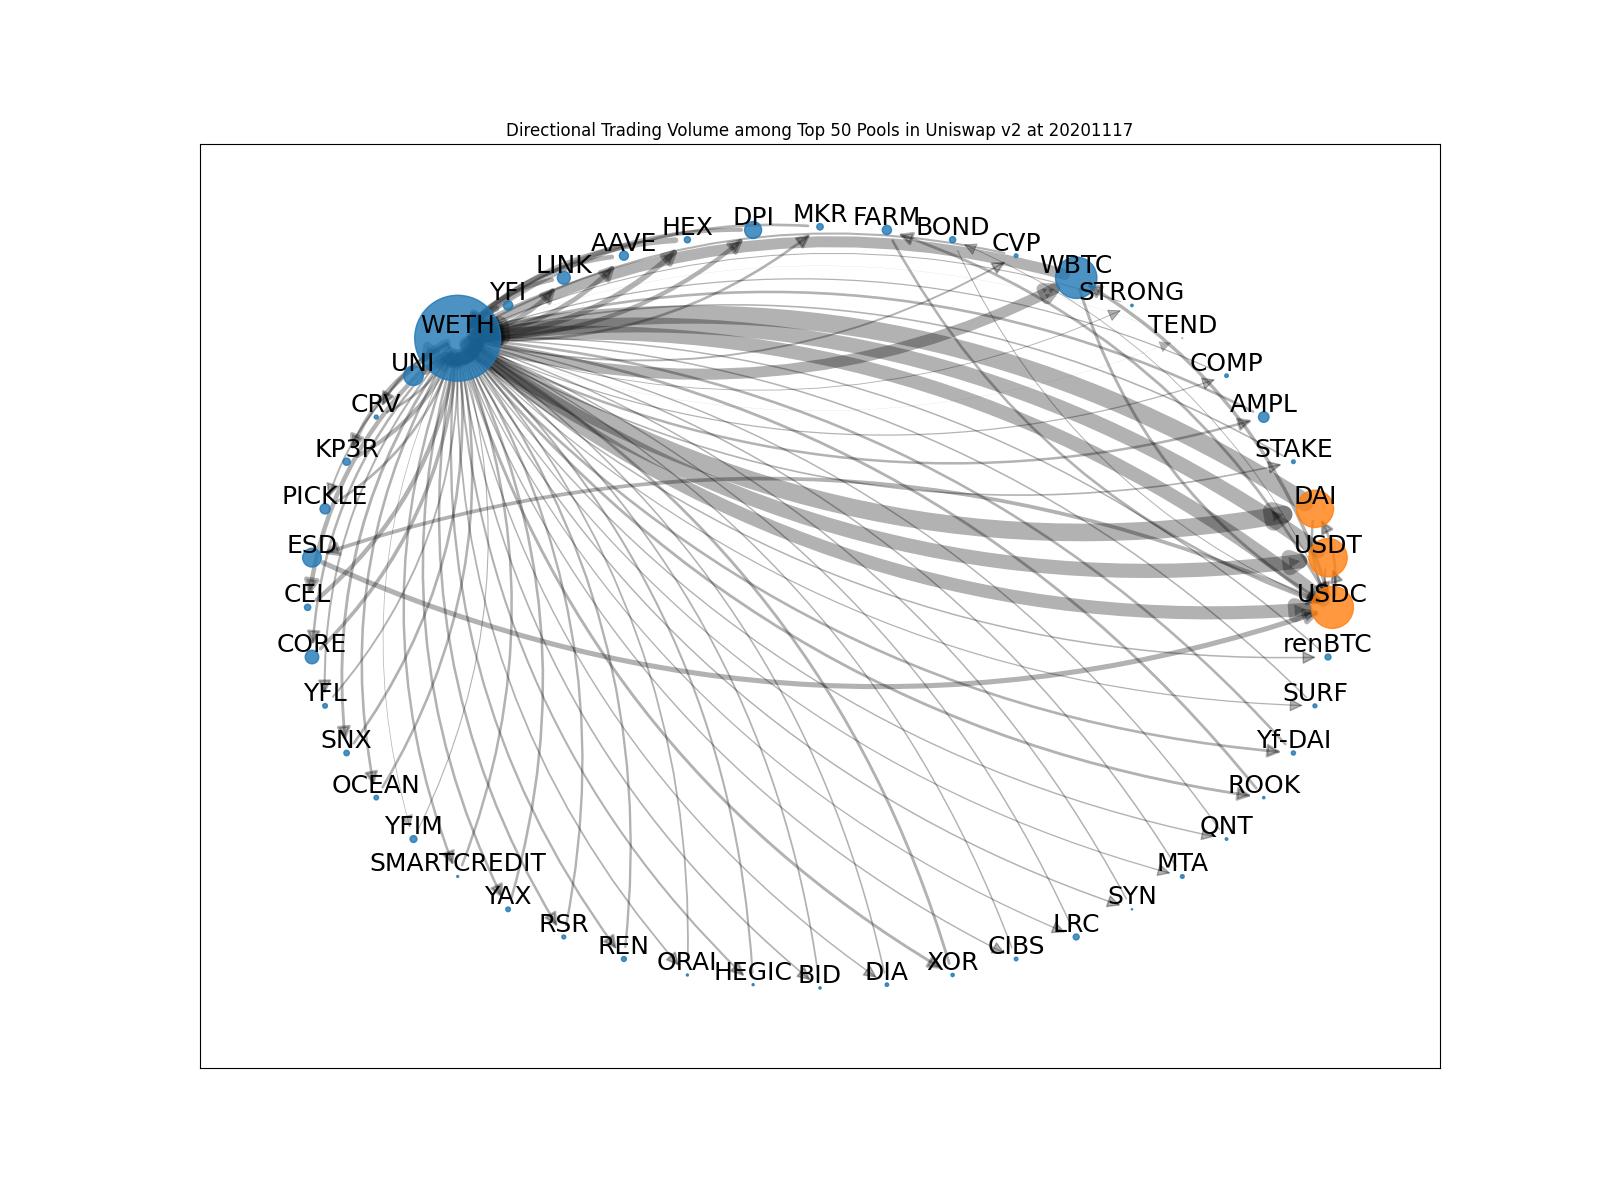 Directional Trading Volume among Top 50 Pools in Uniswap v2 at 20201117
MKR
DPI
FARM
HEX
BOND
AAVE
CVP
LINK
WBTC
YFI
STRONG
WETH
TEND
UNI
COMP
CRV
AMPL
KP3R
STAKE
PICKLE
DAI
ESD
USDT
CEL
USDC
CORE
renBTC
YFL
SURF
SNX
Yf-DAI
OCEAN
ROOK
YFIM
QNT
SMARTCREDIT
MTA
YAX
SYN
RSR
LRC
REN
CIBS
ORAI
XOR
HEGIC
DIA
BID